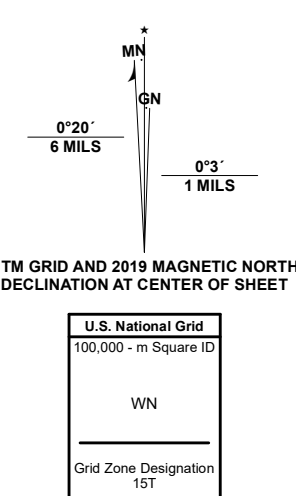 ★
MN
GN
0°20´
6 MILS
0°3´
1 MILS
TM GRID AND 2019 MAGNETIC NORTH
DECLINATION AT CENTER OF SHEET
U.S. National Grid
100,000 - m Square ID
WN
Grid Zone Designation
15T